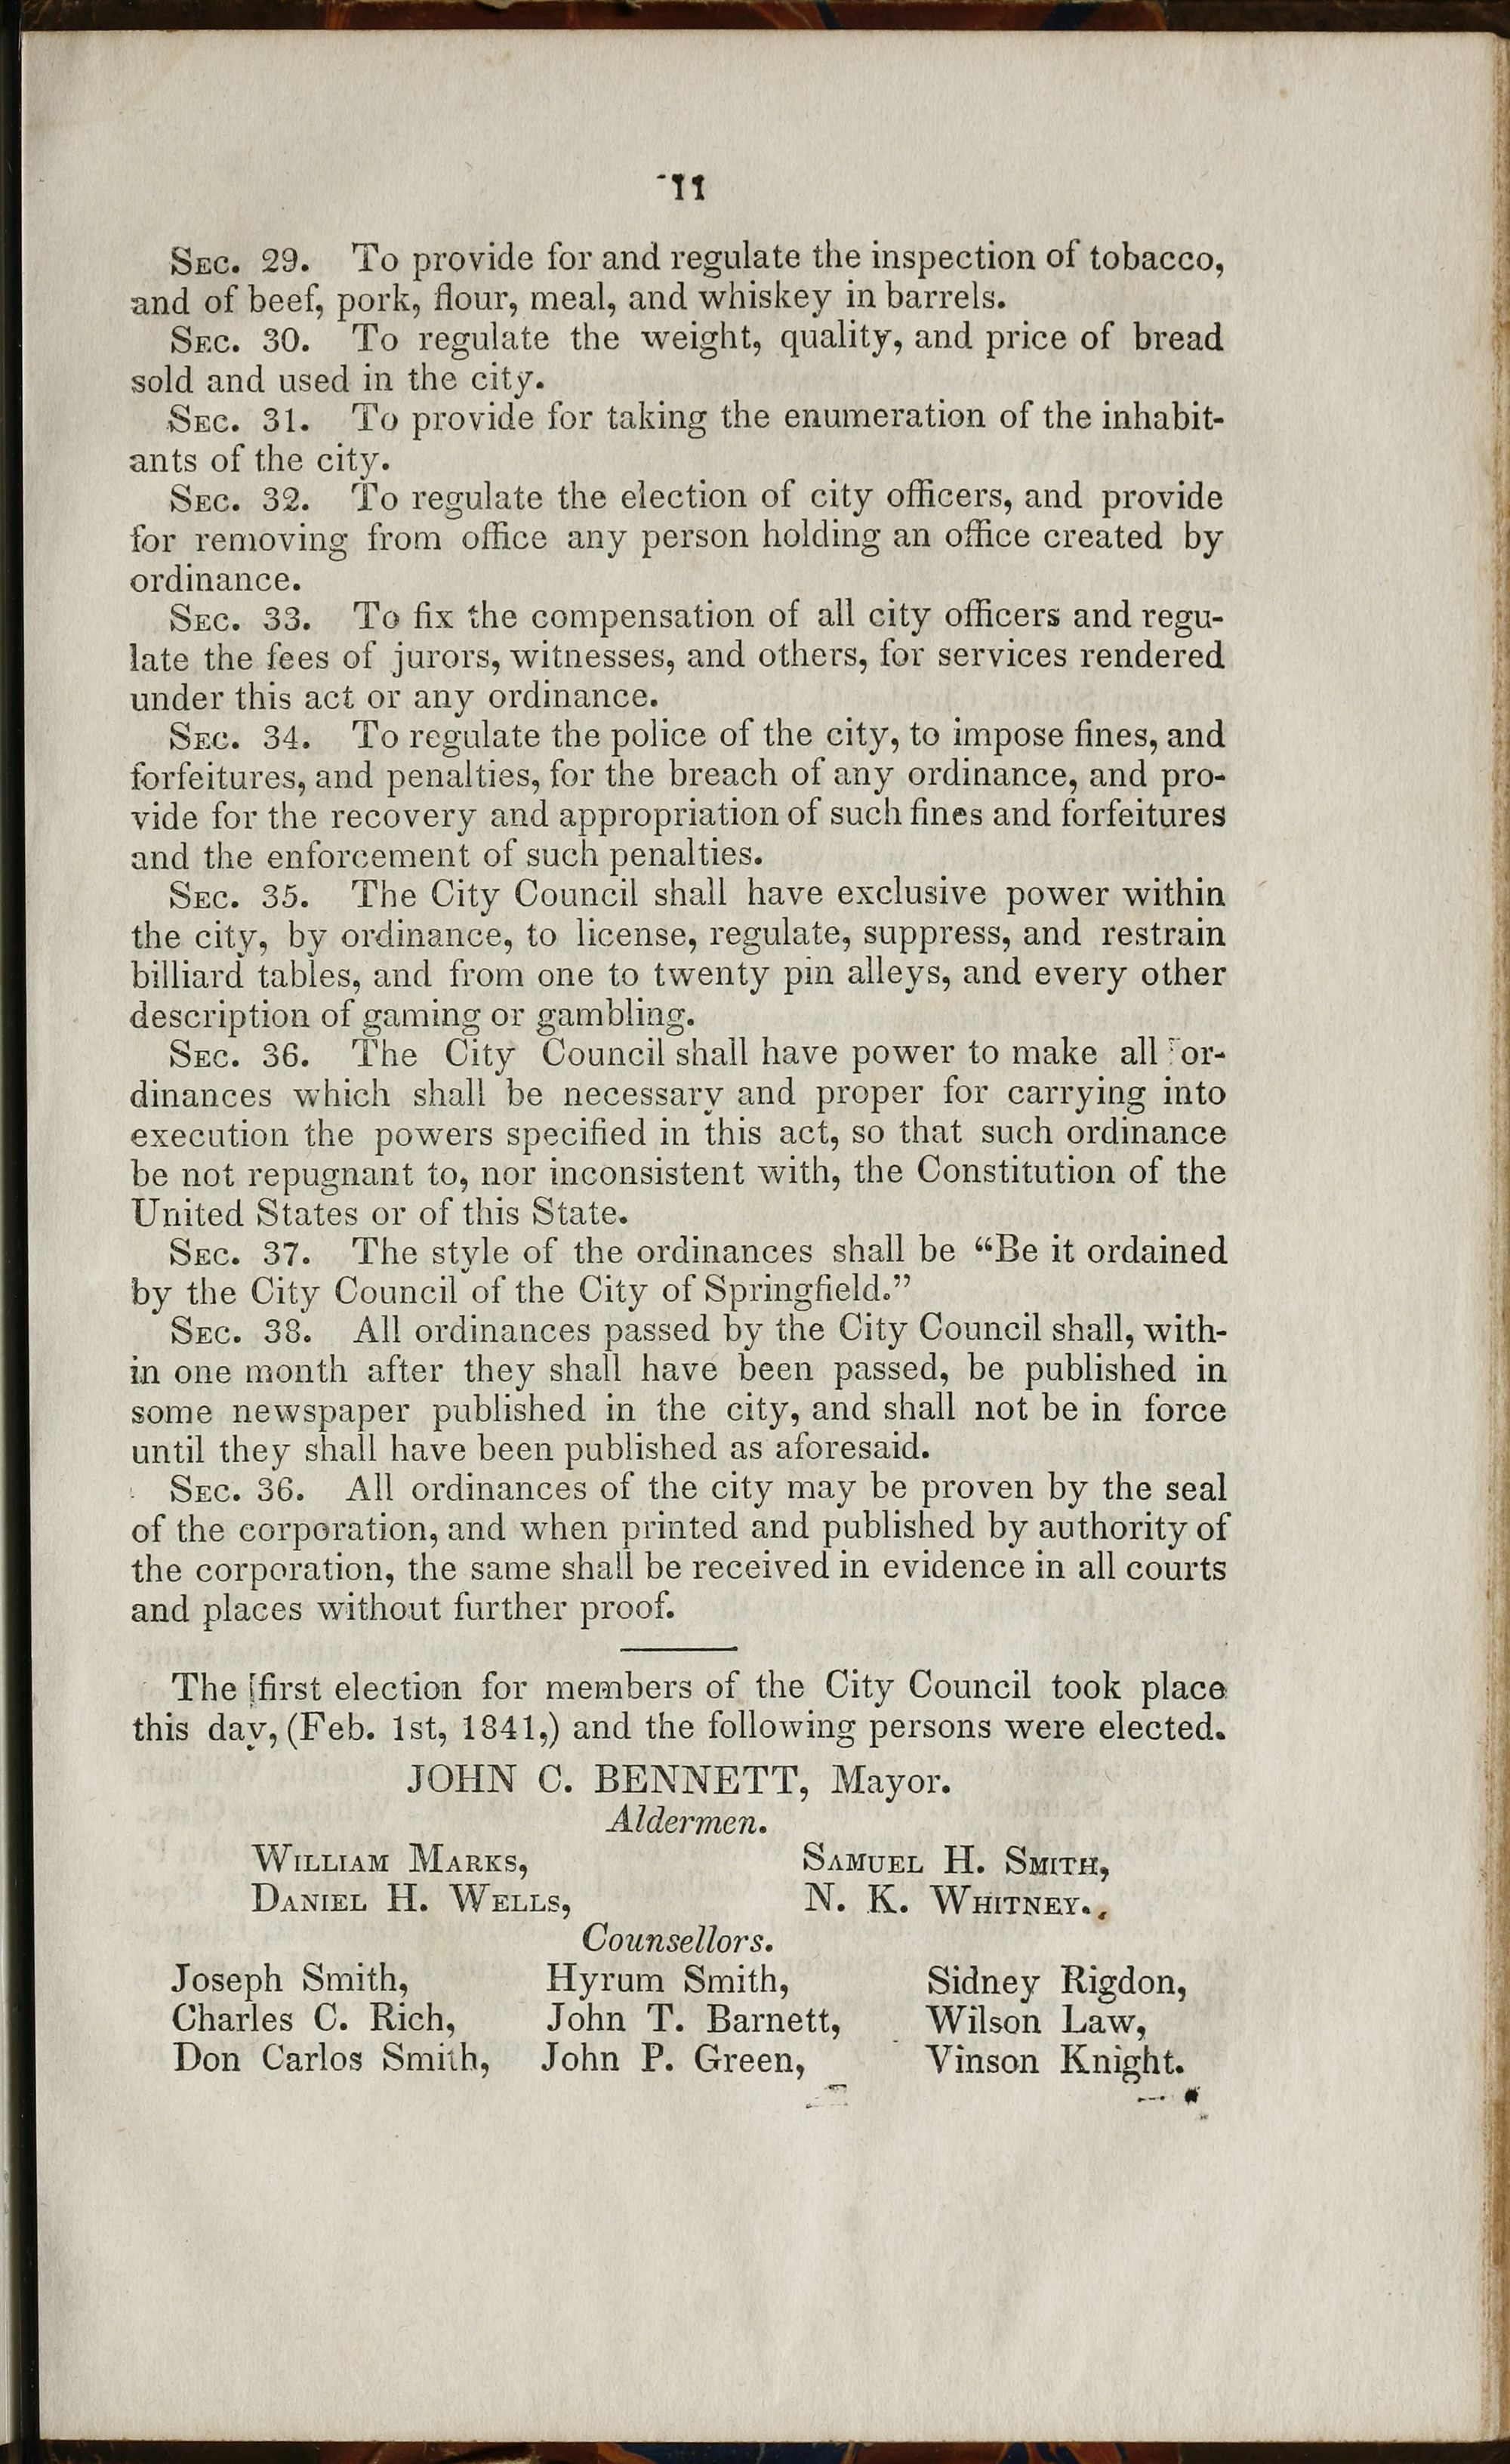 11
SEC. 29. To provide for and regulate the inspection of tobacco,
and of beef, pork, flour, meal, and whiskey in barrels.
SEC. 30. To regulate the weight, quality, and price of bread
sold and used in the city.
SEC. 31. To provide for taking the enumeration of the inhabit-
ants of the city.
SEC. 32. To regulate the election of city officers, and provide
for removing from office any person holding an office created by
ordinance.
SEC. 33. To fix the compensation of all city officers and regu-
late the fees of jurors, witnesses, and others, for services rendered
under this act or any ordinance.
SEC. 34. To regulate the police of the city, to impose fines, and
forfeitures, and penalties, for the breach of any ordinance, and pro-
vide for the recovery and appropriation of such fines and forfeitures
and the enforcement of such penalties.
SEC. 35. The City Council shall have exclusive power within
the city, by ordinance, to license, regulate, suppress, and restrain
billiard tables, and from one to twenty pin alleys, and every other
description of gaming or gambling.
SEC. 36. The City Council shall have power to make all or-
dinances which shall be necessary and proper for carrying into
execution the powers specified in this act, so that such ordinance
be not repugnant to, nor inconsistent with, the Constitution of the
United States or of this State.
SEC. 37. The style of the ordinances shall be “Be it ordained
by the City Council of the City of Springfield.”
SEC. 38. All ordinances passed by the City Council shall, with-
in one month after they shall have been passed, be published in
some newspaper published in the city, and shall not be in force
until they shall have been published as aforesaid.
SEC. 36. All ordinances of the city may be proven by the seal
of the corporation, and when printed and published by authority of
the corporation, the same shall be received in evidence in all courts
and places without further proof.
The [first election for members of the City Council took place
this day, (Feb. 1st, 1841,) and the following persons were elected.
JOHN C. BENNETT, Mayor.
Aldermen.
WILLIAM MARKS, SAMUEL H. SMITH,
DANIEL H. WELLS, N. K. WHITNEY.,
Counsellors.
Joseph Smith, Hyrum Smith, Sidney Rigdon,
Charles C. Rich, John T. Barnett, Wilson Law,
Don Carlos Smith, John P. Green, Vinson Knight.